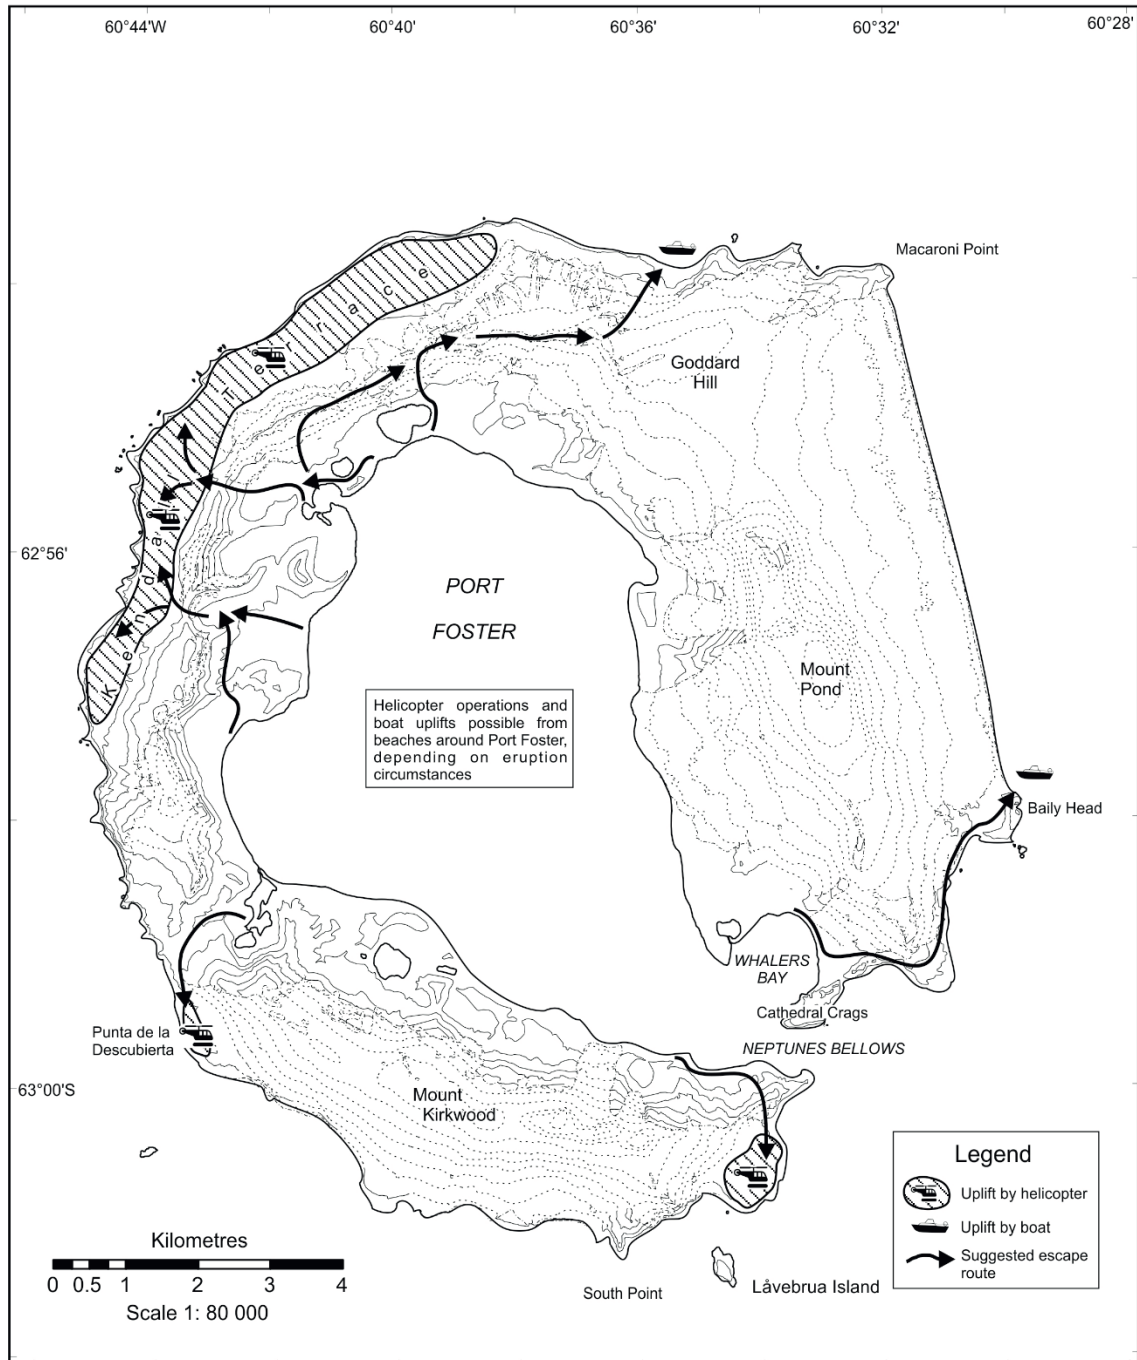 60°44'W
60°40'
60°36'
60°32'
60°28'
Macaroni Point
Goddard
Hill
Kendall Terrace
62°56'
PORT
FOSTER
Mount
Pond
Helicopter operations and
boat uplifts possible from
beaches around Port Foster,
depending on eruption
circumstances
Baily Head
WHALERS
BAY
Cathedral Crags
NEPTUNES BELLOWS
Punta de la
Descubierta
63°00'S
Mount
Kirkwood
Legend
Uplift by helicopter
Uplift by boat
Suggested escape
route
Kilometres
0 0.5 1 2 3 4
Scale 1: 80 000
South Point
Låvebrua Island